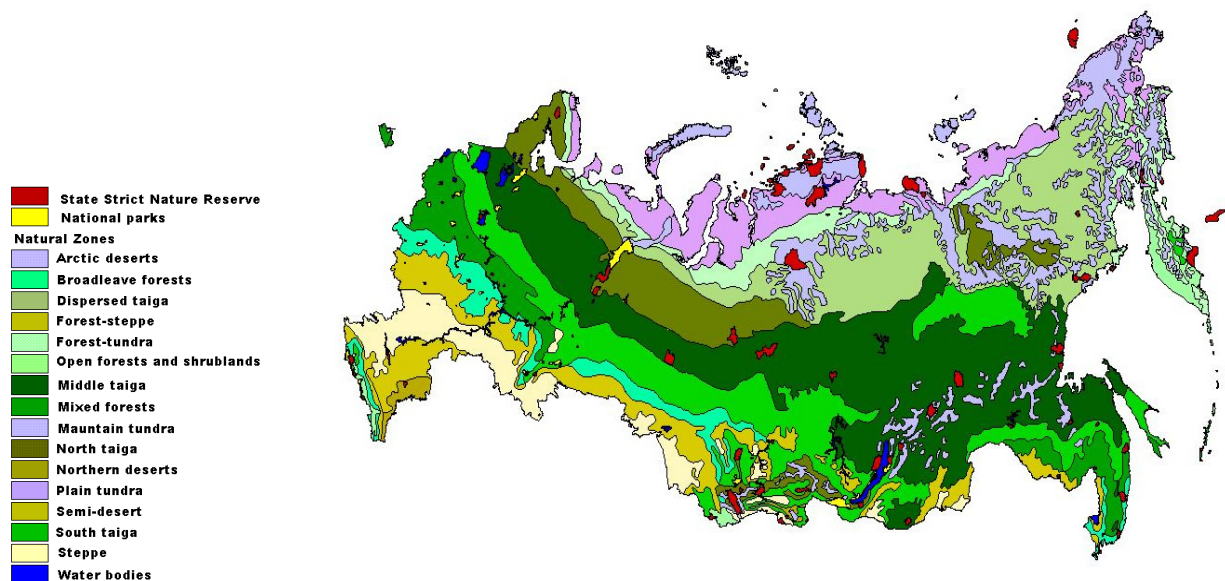 State Strict Nature Reserve
National parks
Natural Zones
Arctic deserts
Broadleave forests
Dispersed taiga
Forest-steppe
Forest-tundra
Open forests and shrublands
Middle taiga
Mixed forests
Mauntain tundra
North taiga
Northern deserts
Plain tundra
Semi-desert
South taiga
Steppe
Water bodies